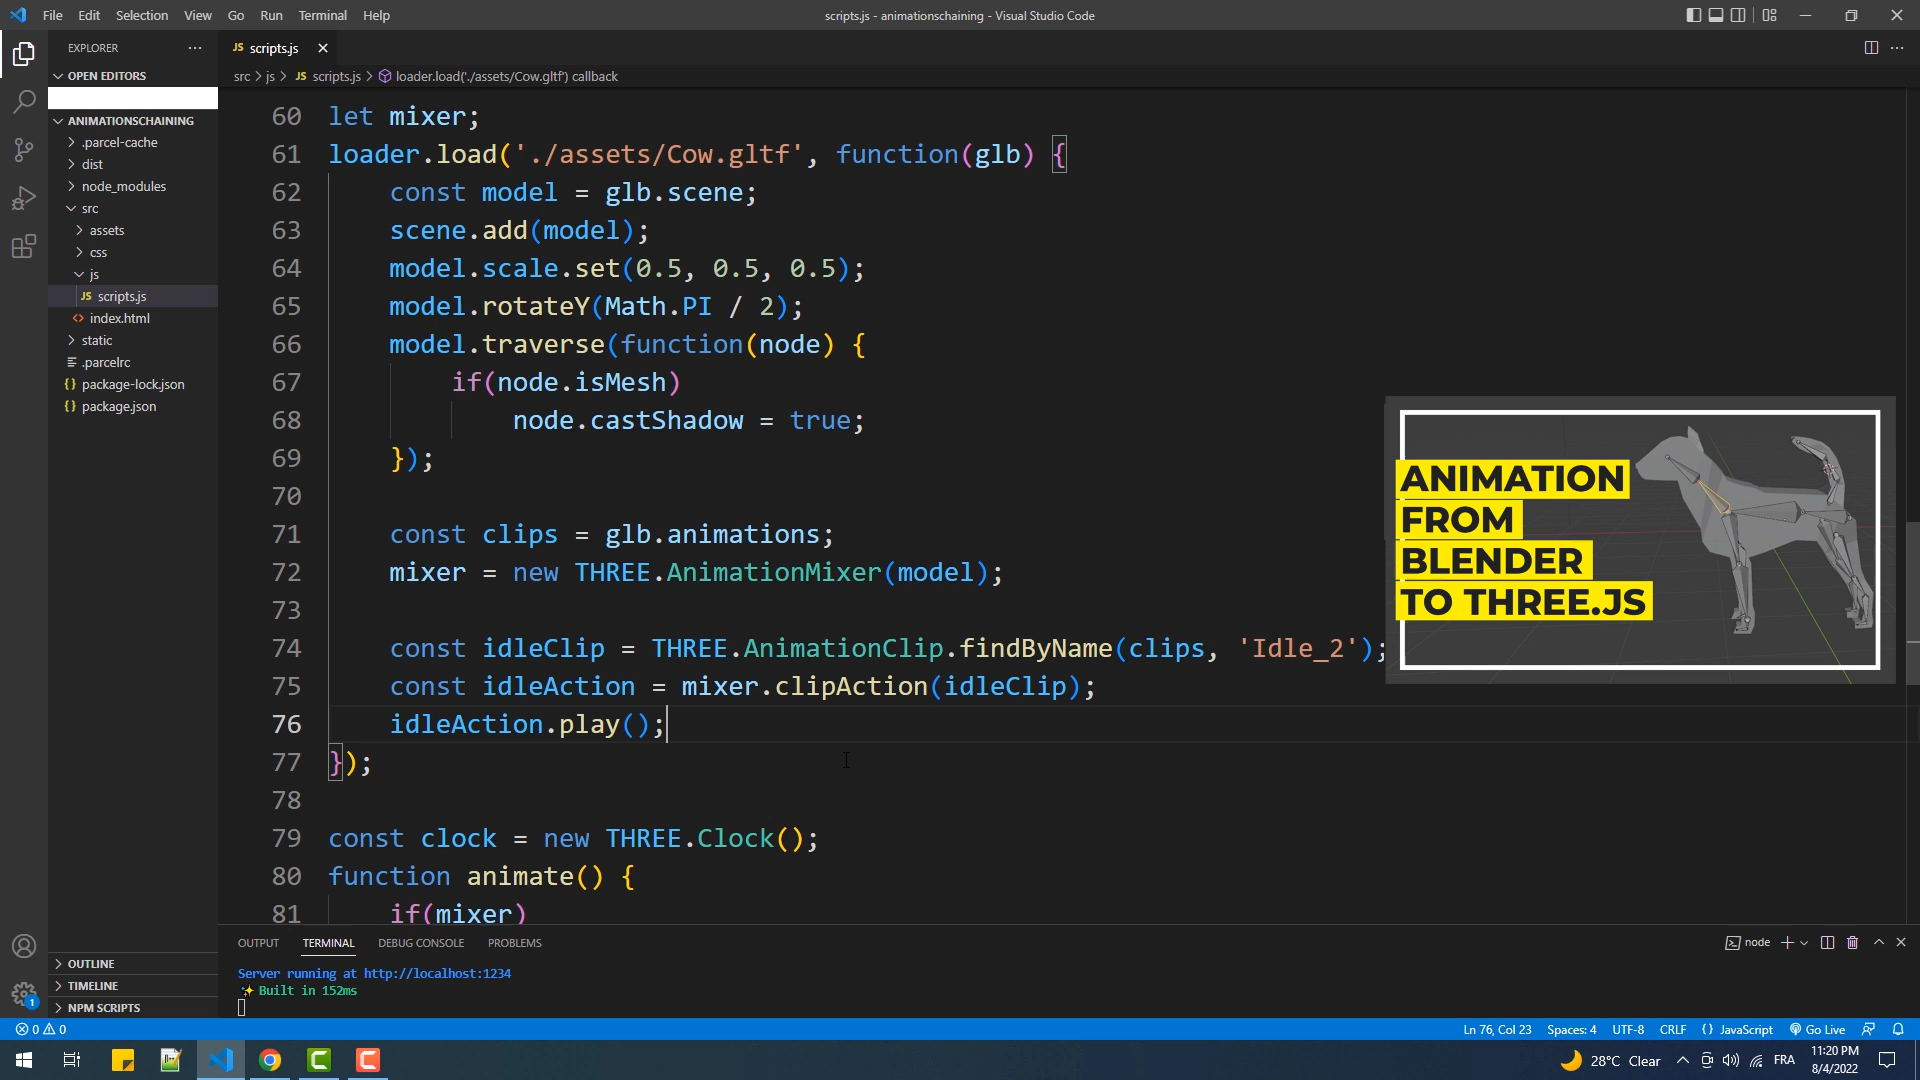 File Edit Selection View Go Run Terminal Help
scripts.js - animationschaining - Visual Studio Code
EXPLORER
OPEN EDITORS
ANIMATIONSCHAINING
.parcel-cache
dist
node_modules
src
assets
css
js
JS scripts.js
<> index.html
static
.parcelrc
{} package-lock.json
{} package.json
OUTLINE
TIMELINE
NPM SCRIPTS
1
JS scripts.js
src > js > JS scripts.js > loader.load('./assets/Cow.gltf') callback
60 let mixer;
61 loader.load('./assets/Cow.gltf', function(glb) {
62 const model = glb.scene;
63 scene.add(model);
64 model.scale.set(0.5, 0.5, 0.5);
65 model.rotateY(Math.PI / 2);
66 model.traverse(function(node) {
67 if(node.isMesh)
68 node.castShadow = true;
69 });
70
71 const clips = glb.animations;
72 mixer = new THREE.AnimationMixer(model);
73
74 const idleClip = THREE.AnimationClip.findByName(clips, 'Idle_2');
75 const idleAction = mixer.clipAction(idleClip);
76 idleAction.play();
77 });
78
79 const clock = new THREE.Clock();
80 function animate() {
81 if(mixer)
ANIMATION
FROM
BLENDER
TO THREE.JS
OUTPUT TERMINAL DEBUG CONSOLE PROBLEMS
node
Server running at http://localhost:1234
✨ Built in 152ms
0 0
Ln 76, Col 23 Spaces: 4 UTF-8 CRLF {} JavaScript Go Live
28°C Clear FRA
11:20 PM
8/4/2022